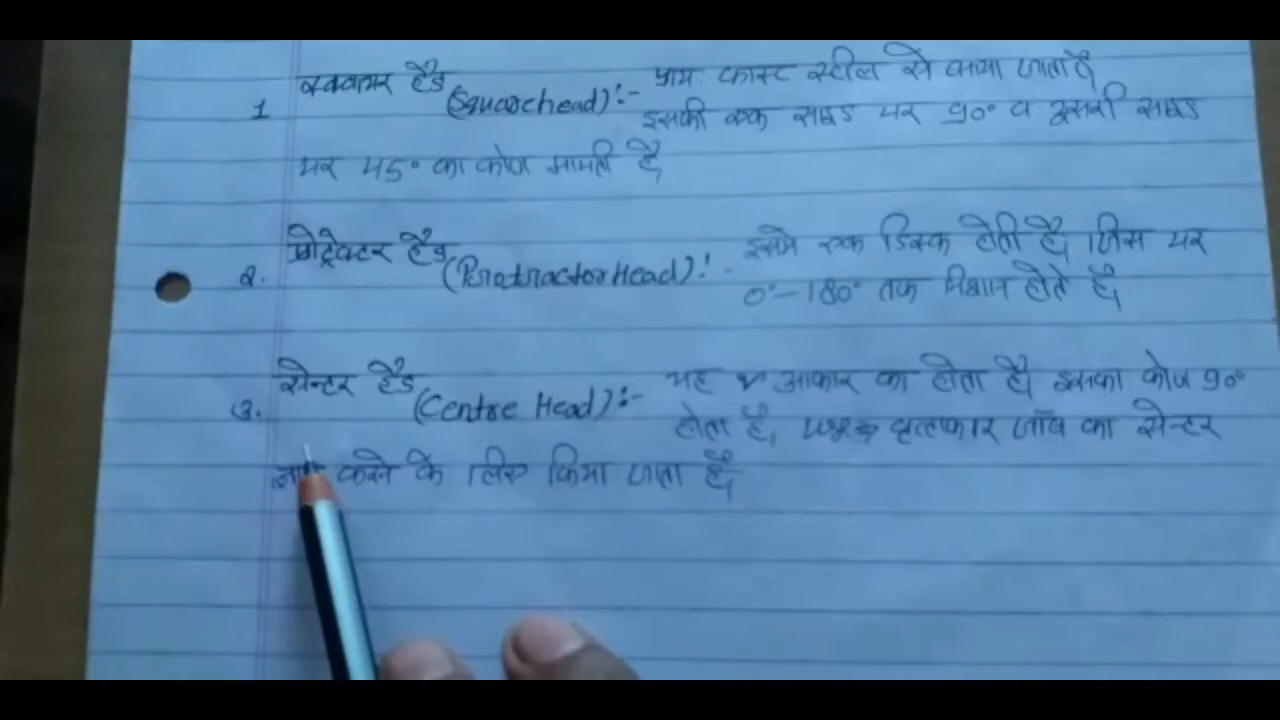 1 स्क्वायर हैड (Squarehead):- प्राय: कास्ट स्टील से बनाया जाता है
इसकी एक साइड पर 90° व दूसरी साइड
पर 45° का कोण मापती है
2. प्रोट्रेक्टर हैड (Protractor Head):- इसमे एक डिस्क होती है। जिस पर
0°-180° तक निशान होते है।
3. सेन्टर हैड (Centre Head):- यह आकार का होता है। इसका कोण 90°
होता है, वृत्ताकार जॉब का सेन्टर
करने के लिए किया जाता है